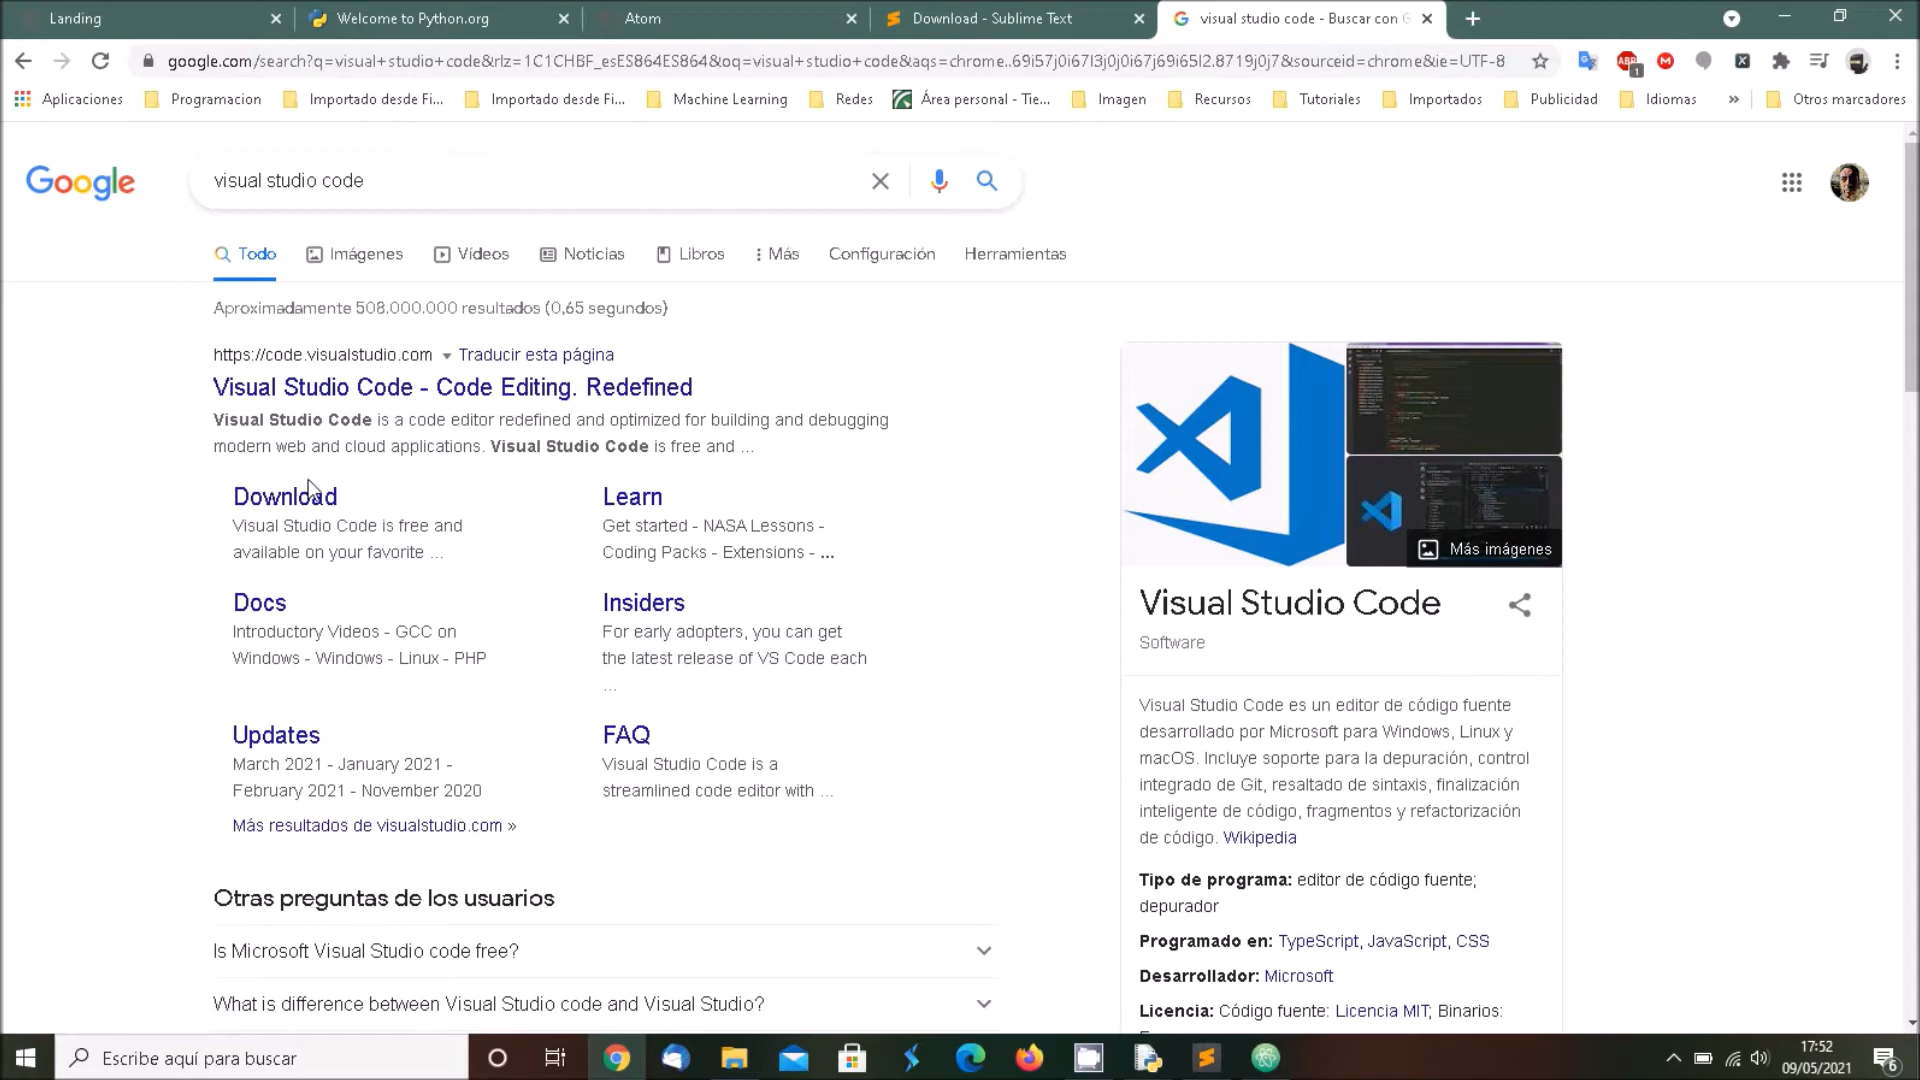 Landing
Welcome to Python.org
Atom
Download - Sublime Text
visual studio code - Buscar con G
google.com/search?q=visual+studio+code&rlz=1C1CHBF_esES864ES864&oq=visual+studio+code&aqs=chrome..69i57j0i67l3j0j0i67j69i65l2.8719j0j7&sourceid=chrome&ie=UTF-8
ABP
1
Aplicaciones
Programacion
Importado desde Fi...
Importado desde Fi...
Machine Learning
Redes
Área personal - Tie...
Imagen
Recursos
Tutoriales
Importados
Publicidad
Idiomas
»
Otros marcadores
Google
visual studio code
Todo
Imágenes
Vídeos
Noticias
Libros
Más
Configuración
Herramientas
Aproximadamente 508.000.000 resultados (0,65 segundos)
https://code.visualstudio.com
Traducir esta página
Visual Studio Code - Code Editing. Redefined
Visual Studio Code is a code editor redefined and optimized for building and debugging
modern web and cloud applications. Visual Studio Code is free and ...
Download
Visual Studio Code is free and
available on your favorite ...
Learn
Get started - NASA Lessons -
Coding Packs - Extensions - ...
Docs
Introductory Videos - GCC on
Windows - Windows - Linux - PHP
Insiders
For early adopters, you can get
the latest release of VS Code each
...
Updates
March 2021 - January 2021 -
February 2021 - November 2020
FAQ
Visual Studio Code is a
streamlined code editor with ...
Más resultados de visualstudio.com »
Otras preguntas de los usuarios
Is Microsoft Visual Studio code free?
What is difference between Visual Studio code and Visual Studio?
Más imágenes
Visual Studio Code
Software
Visual Studio Code es un editor de código fuente
desarrollado por Microsoft para Windows, Linux y
macOS. Incluye soporte para la depuración, control
integrado de Git, resaltado de sintaxis, finalización
inteligente de código, fragmentos y refactorización
de código. Wikipedia
Tipo de programa: editor de código fuente;
depurador
Programado en: TypeScript, JavaScript, CSS
Desarrollador: Microsoft
Licencia: Código fuente: Licencia MIT; Binarios:
Escribe aquí para buscar
17:52
09/05/2021
6